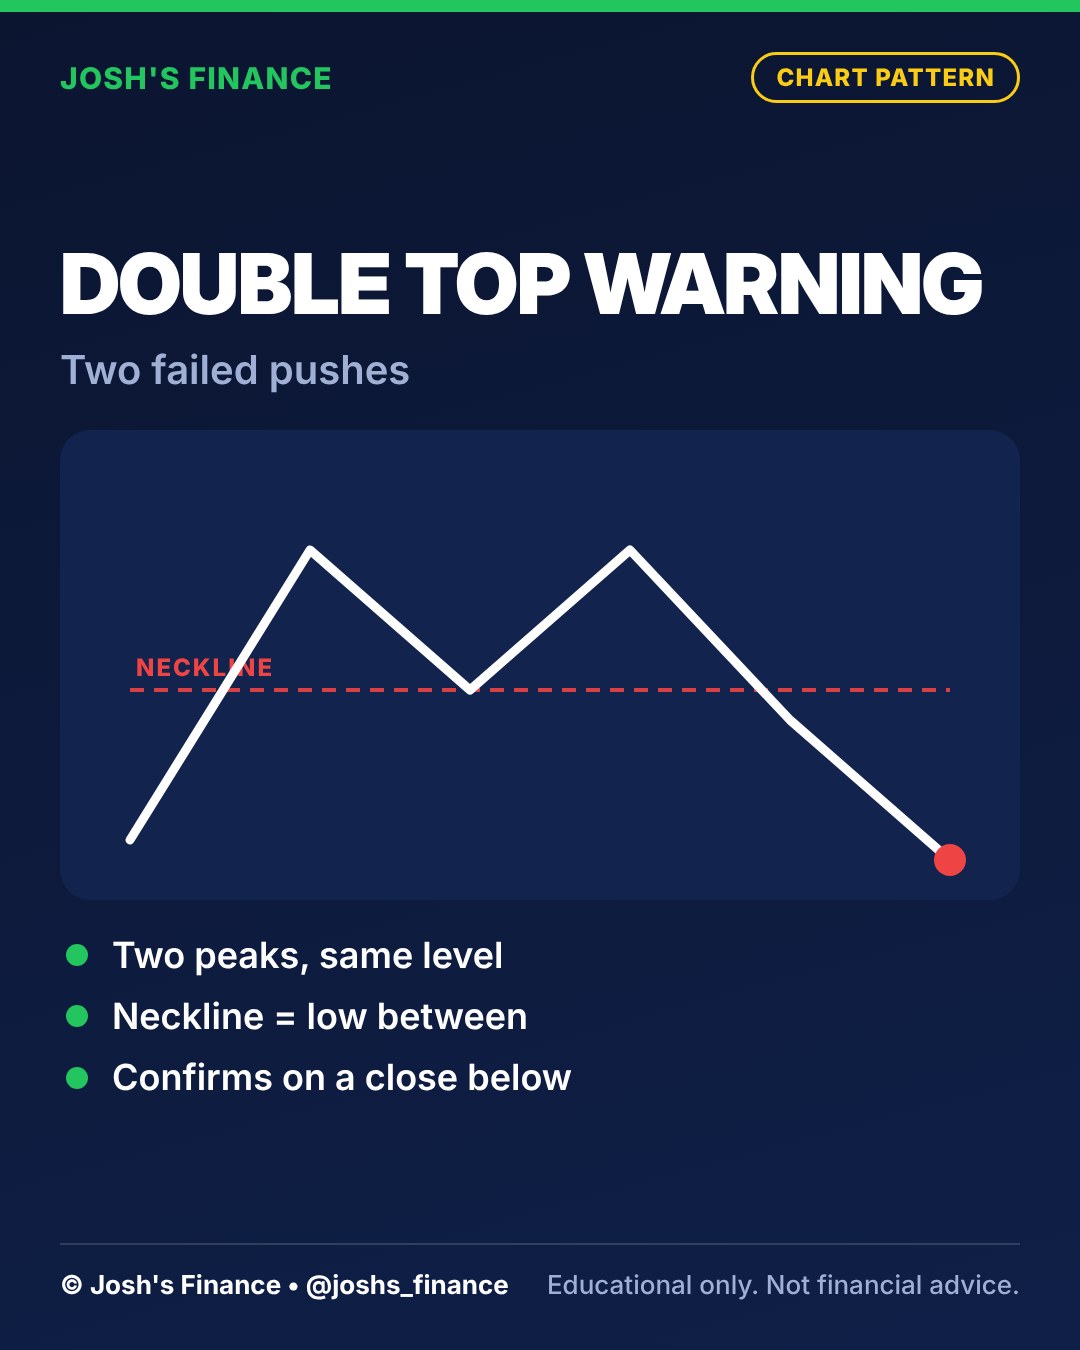 JOSH'S FINANCE
CHART PATTERN
DOUBLE TOP WARNING
Two failed pushes
NECKLINE
Two peaks, same level
Neckline = low between
Confirms on a close below
© Josh's Finance • @joshs_finance
Educational only. Not financial advice.